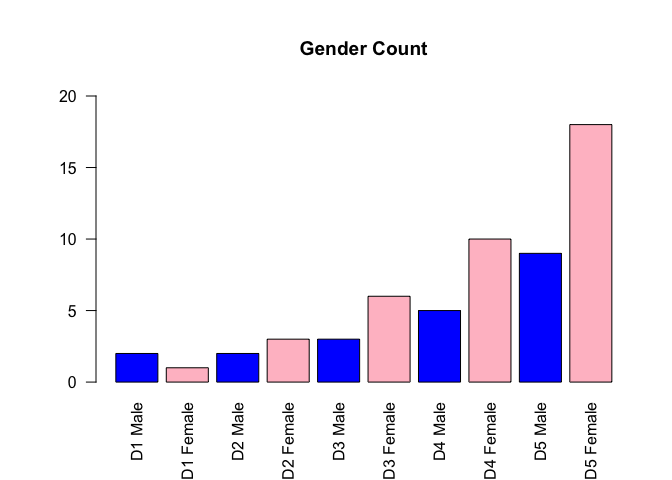 Gender Count
20
15
10
5
0
D1 Male
D1 Female
D2 Male
D2 Female
D3 Male
D3 Female
D4 Male
D4 Female
D5 Male
D5 Female